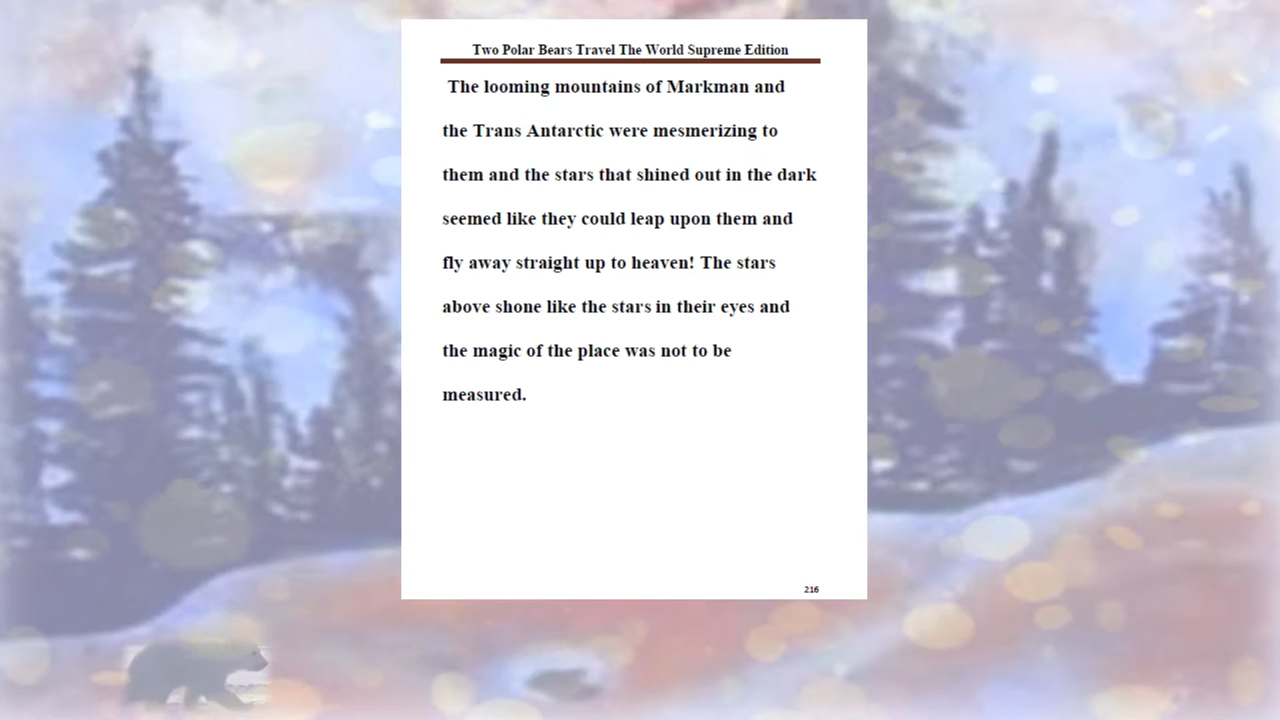 Two Polar Bears Travel The World Supreme Edition
The looming mountains of Markman and
the Trans Antarctic were mesmerizing to
them and the stars that shined out in the dark
seemed like they could leap upon them and
fly away straight up to heaven! The stars
above shone like the stars in their eyes and
the magic of the place was not to be
measured.
216